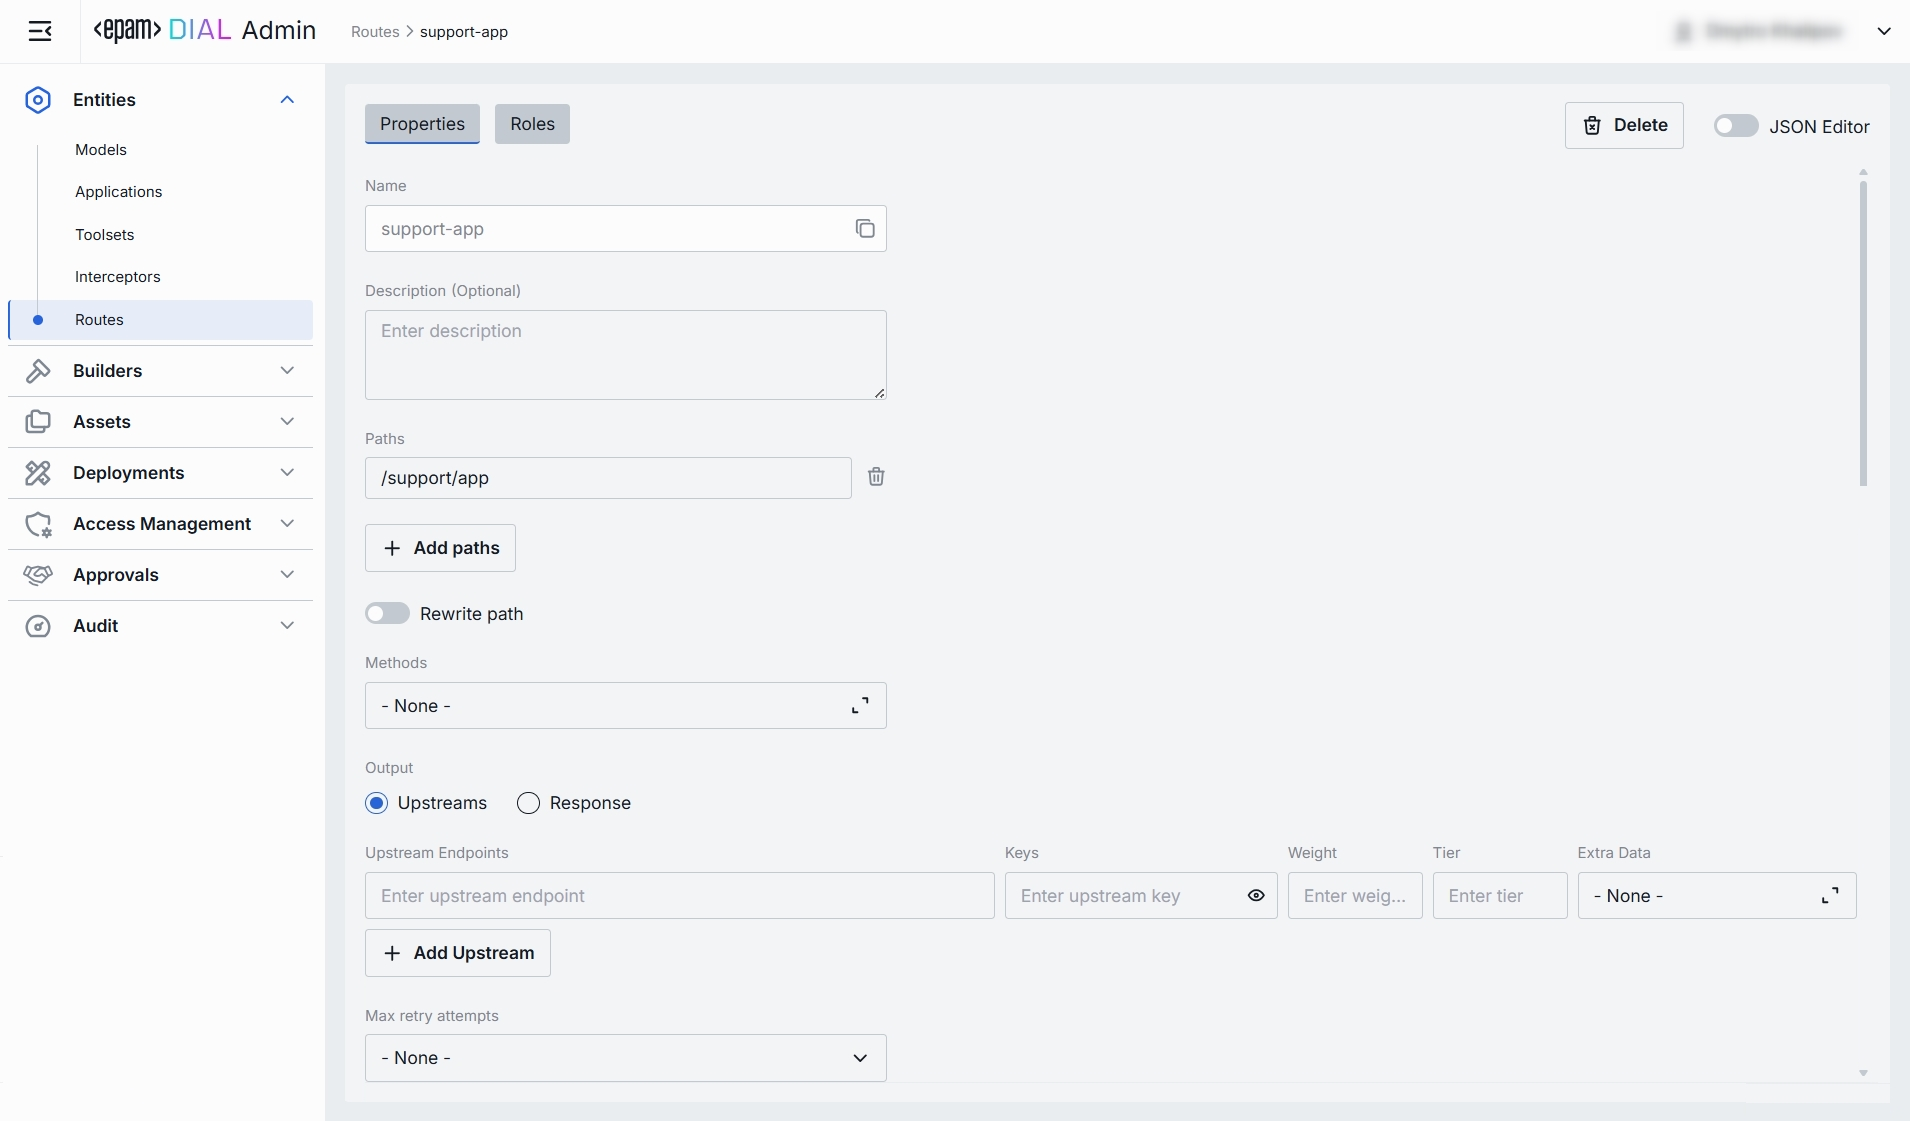 <epam> DIAL Admin
Routes > support-app
Entities
Models
Applications
Toolsets
Interceptors
Routes
Builders
Assets
Deployments
Access Management
Approvals
Audit
Properties
Roles
Delete
JSON Editor
Name
support-app
Description (Optional)
Enter description
Paths
/support/app
+ Add paths
Rewrite path
Methods
- None -
Output
Upstreams
Response
Upstream Endpoints Keys Weight Tier Extra Data
Enter upstream endpoint Enter upstream key Enter weig... Enter tier - None -
+ Add Upstream
Max retry attempts
- None -